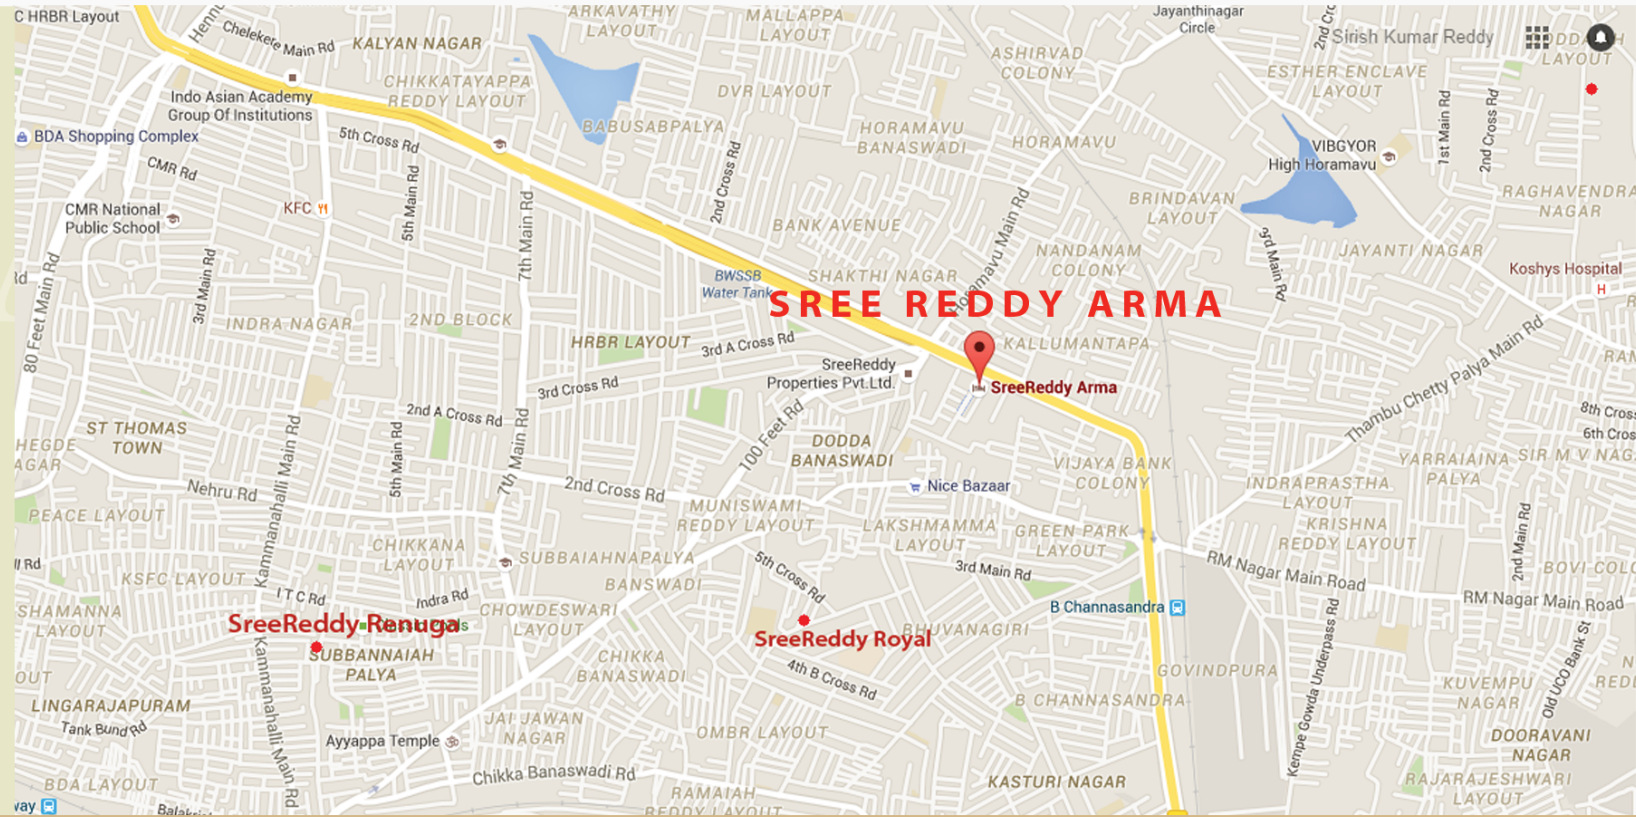 C HRBR Layout
Chelekere Main Rd
KALYAN NAGAR
ARKAVATHY
LAYOUT
MALLAPPA
LAYOUT
Jayanthinagar
Circle
Sirish Kumar Reddy
LAYOUT
ASHIRVAD
COLONY
ESTHER ENCLAVE
LAYOUT
CHIKKATAYAPPA
REDDY LAYOUT
DVR LAYOUT
Indo Asian Academy
Group Of Institutions
BDA Shopping Complex
5th Cross Rd
BABUSABPALYA
HORAMAVU
BANASWADI
HORAMAVU
VIBGYOR
High Horamavu
1st Main Rd
2nd Cross Rd
CMR Rd
2nd Cross Rd
5th Main Rd
7th Main Rd
KFC
CMR National
Public School
BANK AVENUE
BRINDAVAN
LAYOUT
RAGHAVENDRA
NAGAR
Horamavu Main Rd
NANDANAM
COLONY
3rd Main Rd
JAYANTI NAGAR
Koshys Hospital
H
80 Feet Main Rd
3rd Main Rd
BWSSB
Water Tank
SHAKTHI NAGAR
SREE REDDY ARMA
INDRA NAGAR
2ND BLOCK
HRBR LAYOUT
3rd A Cross Rd
KALLUMANTAPA
SreeReddy
Properties Pvt.Ltd.
SreeReddy Arma
Thambu Chetty Palya Main Rd
3rd Cross Rd
2nd A Cross Rd
100 Feet Rd
8th Cross
6th Cros
ST THOMAS
TOWN
HEGDE
AGAR
Kammanahalli Main Rd
5th Main Rd
7th Main Rd
DODDA
BANASWADI
VIJAYA BANK
COLONY
YARRAIAINA
PALYA
SIR M V NAG
Nehru Rd
2nd Cross Rd
Nice Bazaar
INDRAPRASTHA
LAYOUT
PEACE LAYOUT
MUNISWAMI
REDDY LAYOUT
LAKSHMAMMA
LAYOUT
GREEN PARK
LAYOUT
KRISHNA
REDDY LAYOUT
2nd Main Rd
CHIKKANA
LAYOUT
SUBBAIAHNAPALYA
KSFC LAYOUT
BANSWADI
5th Cross Rd
3rd Main Rd
RM Nagar Main Road
BOVI COLO
I T C Rd
Indra Rd
CHOWDESWARI
LAYOUT
B Channasandra
RM Nagar Main Road
SHAMANNA
LAYOUT
SreeReddy Renuga
SUBBANNAIAH
PALYA
SreeReddy Royal
BHUVANAGIRI
Kempe Gowda Underpass Rd
Old UCO Bank St
CHIKKA
BANASWADI
4th B Cross Rd
GOVINDPURA
KUVEMPU
NAGAR
LINGARAJAPURAM
Kammanahalli Main Rd
B CHANNASANDRA
Tank Bund Rd
JAI JAWAN
NAGAR
OMBR LAYOUT
Ayyappa Temple
DOORAVANI
NAGAR
Chikka Banaswadi Rd
KASTURI NAGAR
RAJARAJESHWARI
LAYOUT
BDA LAYOUT
RAMAIAH
REDDY LAYOUT
way